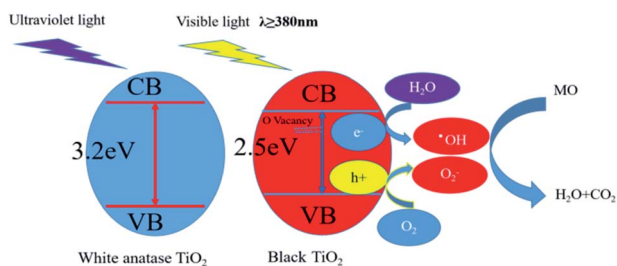 Ultraviolet light
Visible light λ≥380nm
CB
3.2eV
VB
White anatase TiO₂
CB
O Vacancy
2.5eV
e⁻
h+
VB
Black TiO₂
H₂O
•OH
O₂⁻
O₂
MO
H₂O+CO₂